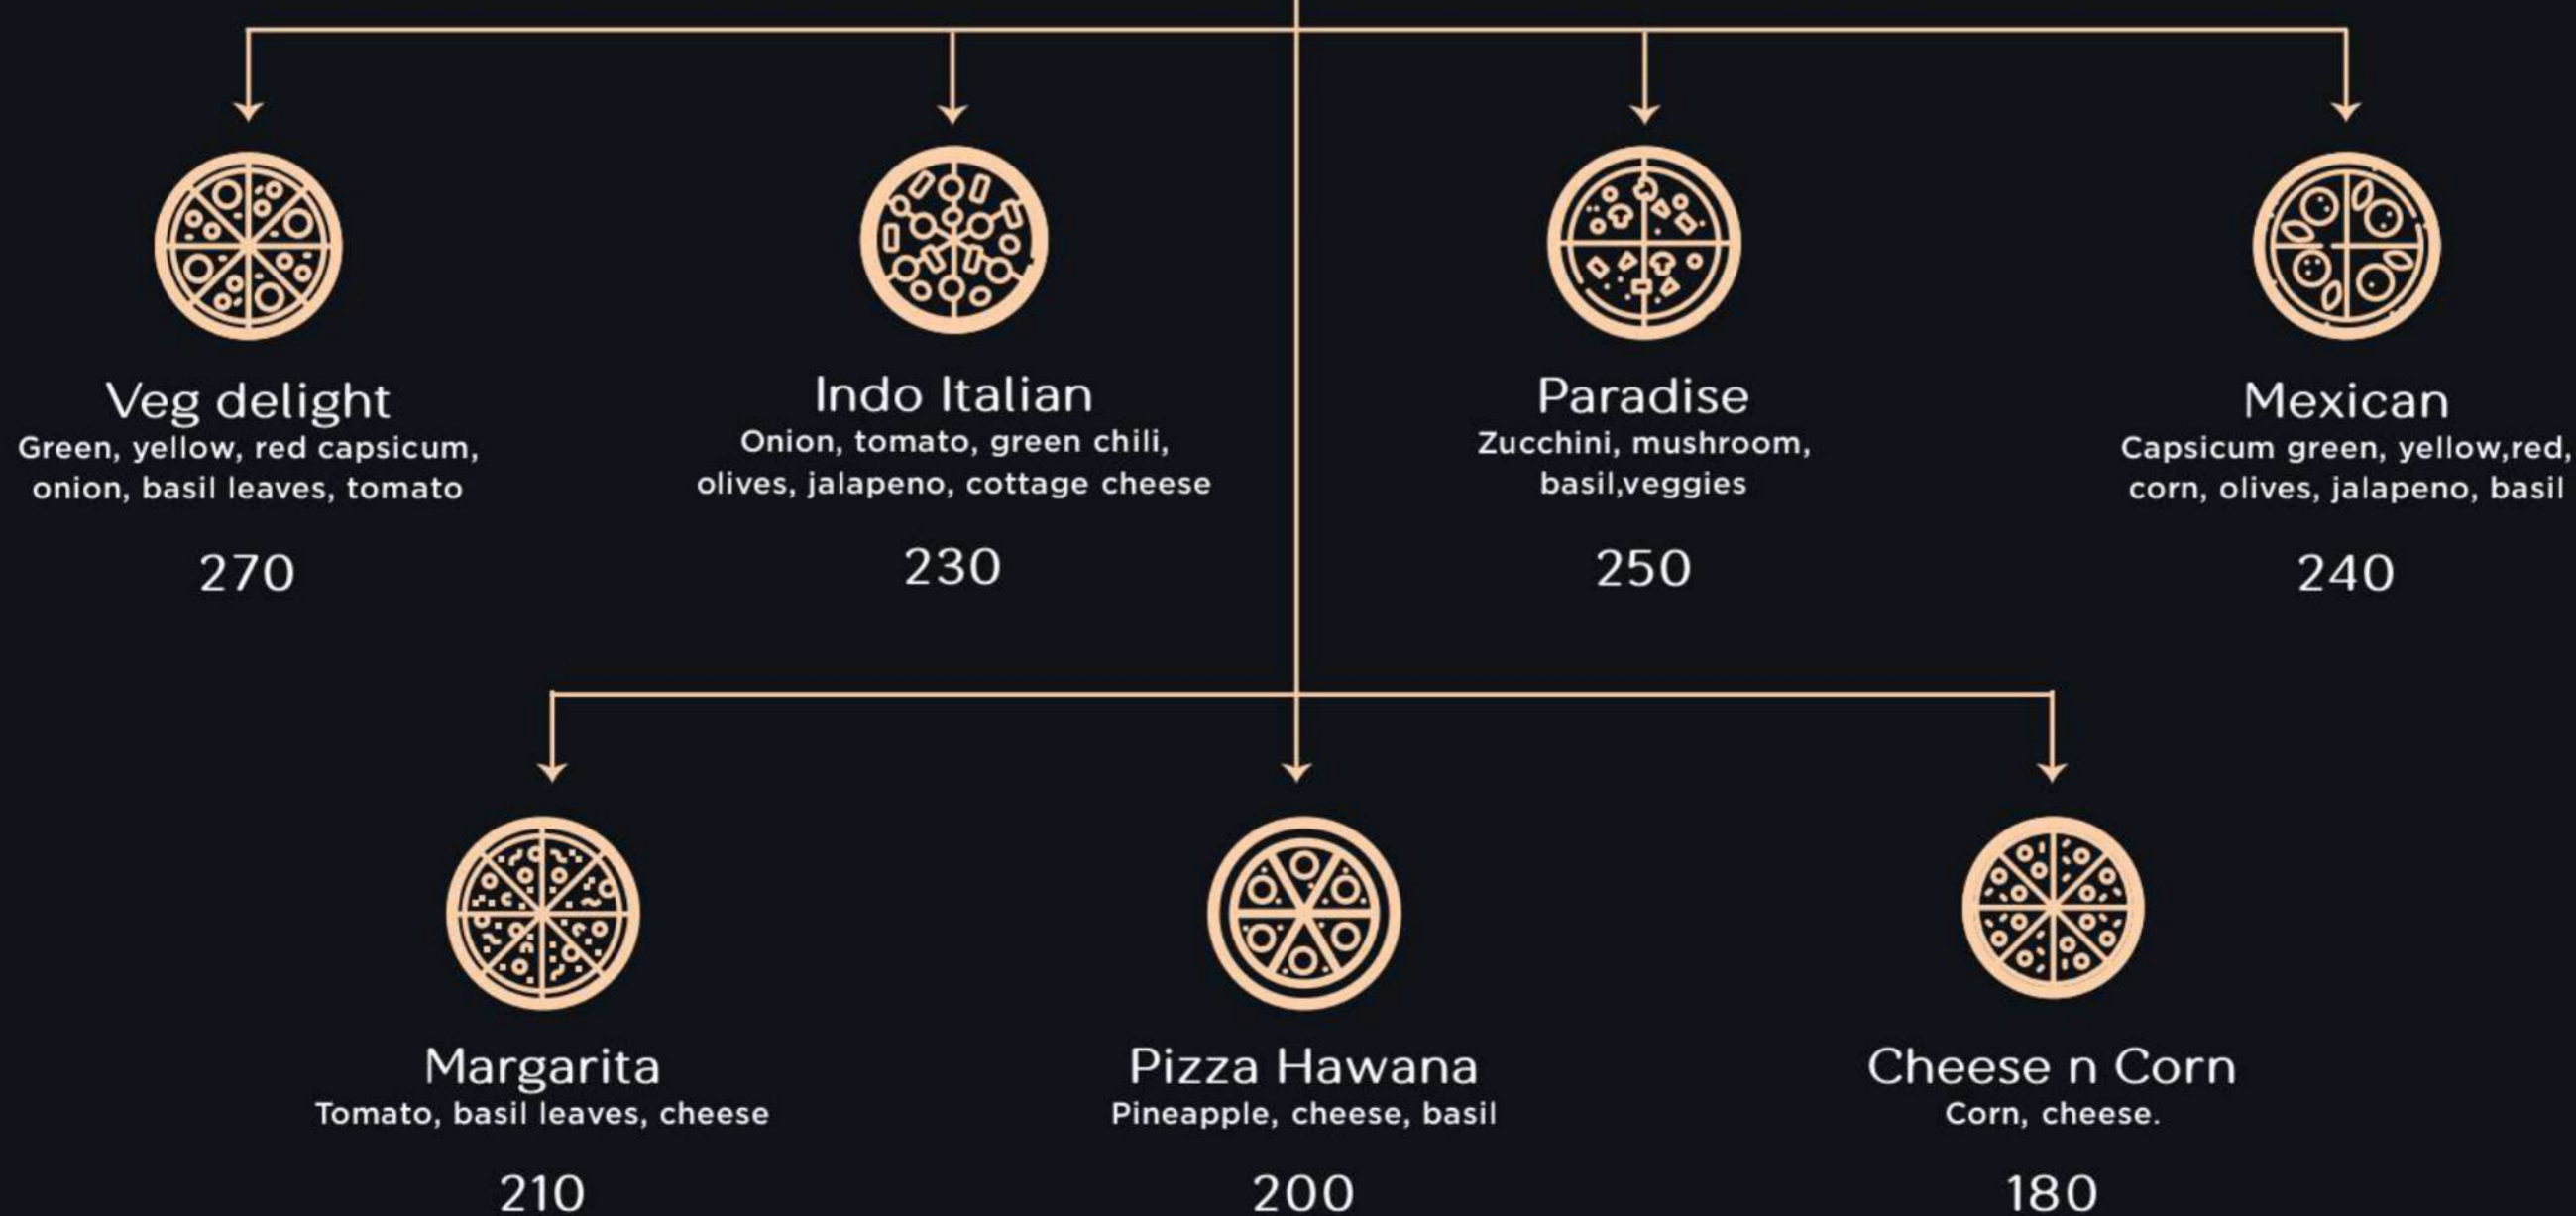 Veg delight
Green, yellow, red capsicum,
onion, basil leaves, tomato
270
Indo Italian
Onion, tomato, green chili,
olives, jalapeno, cottage cheese
230
Paradise
Zucchini, mushroom,
basil,veggies
250
Mexican
Capsicum green, yellow,red,
corn, olives, jalapeno, basil
240
Margarita
Tomato, basil leaves, cheese
210
Pizza Hawana
Pineapple, cheese, basil
200
Cheese n Corn
Corn, cheese.
180